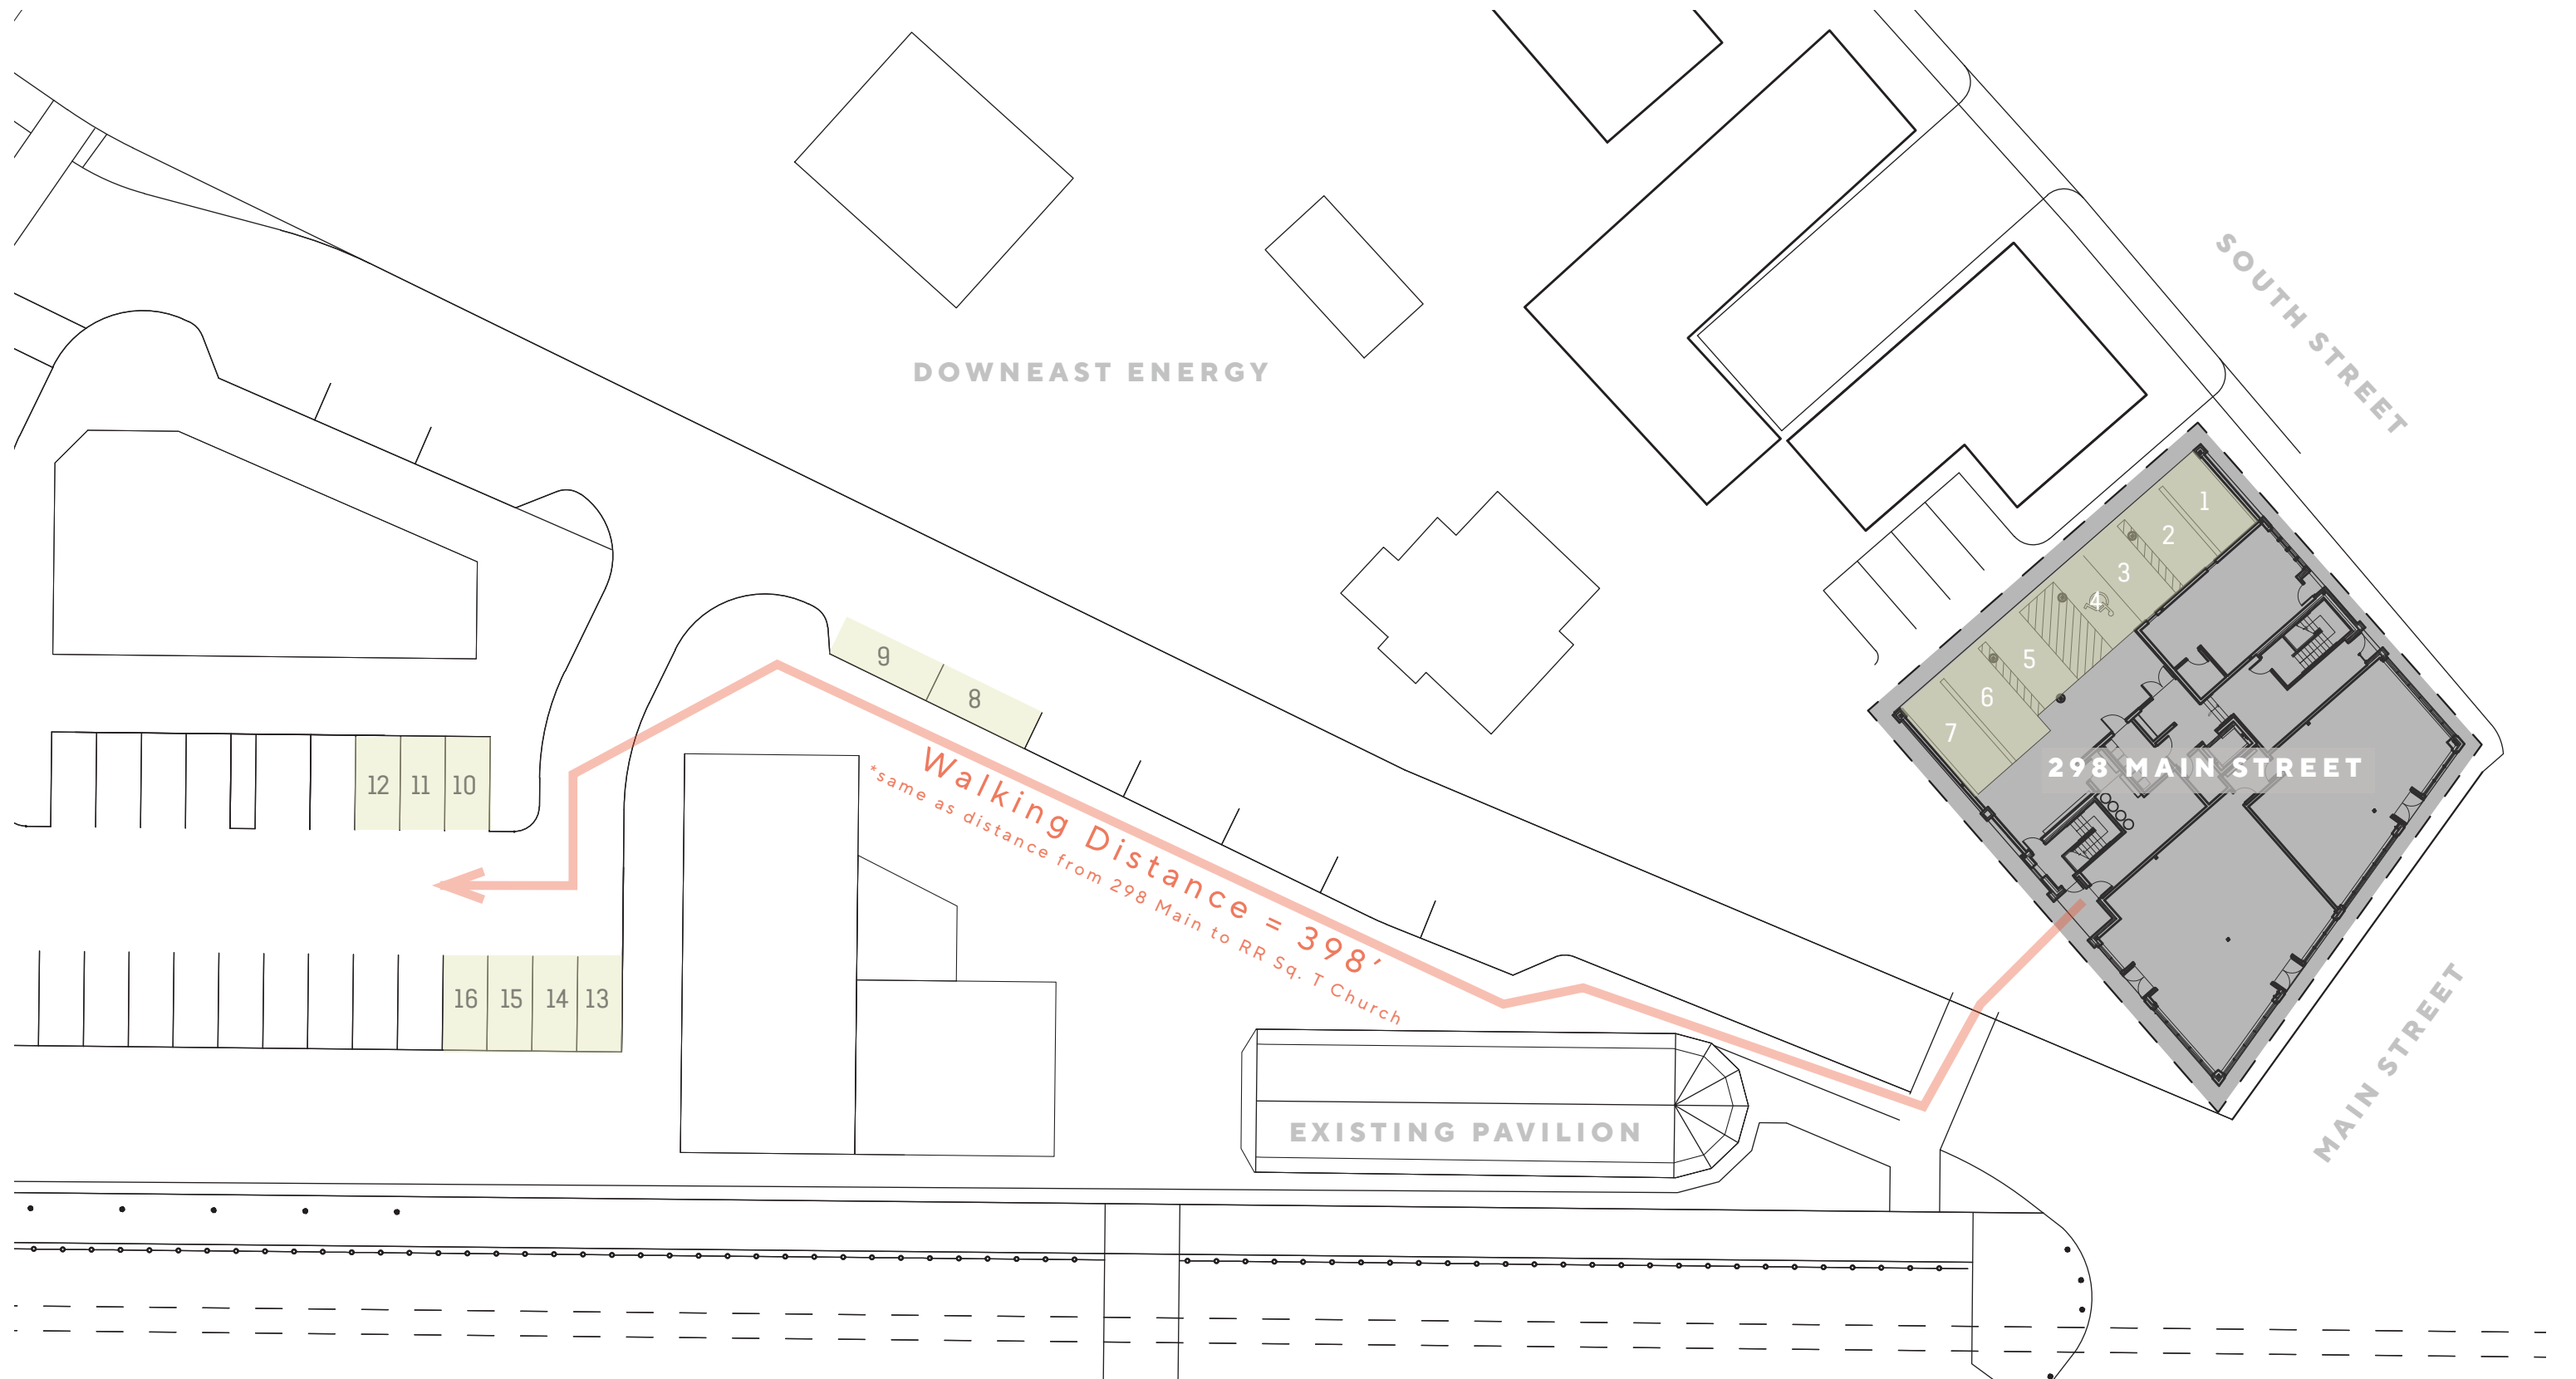 SOUTH STREET
DOWNEAST ENERGY
1
2
3
4
5
6
7
9
8
298 MAIN STREET
12
11
10
Walking Distance = 398'
*same as distance from 298 Main to RR Sq. T Church
16
15
14
13
EXISTING PAVILION
MAIN STREET